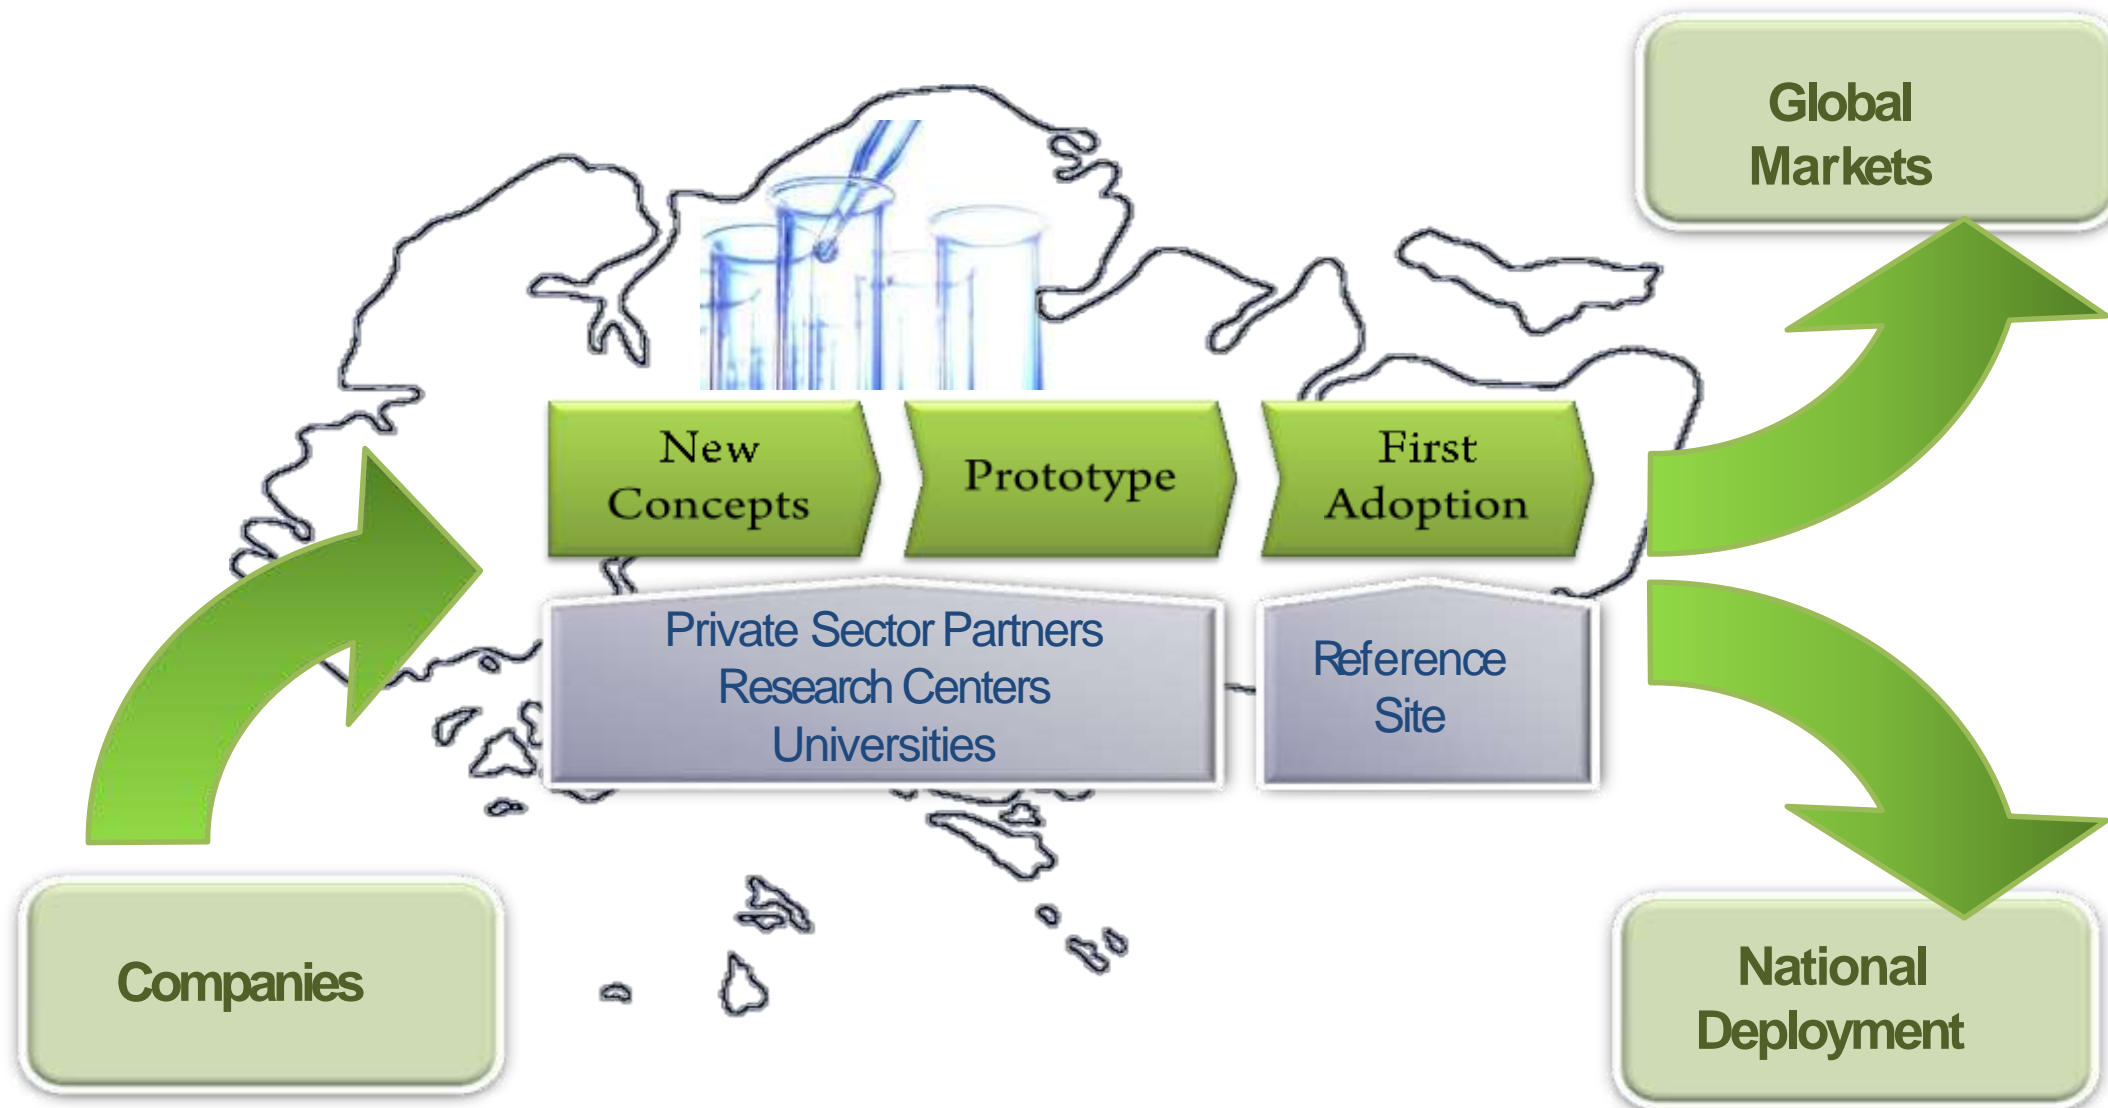 Global
Markets
New
Concepts
Prototype
First
Adoption
Private Sector Partners
Research Centers
Universities
Reference
Site
Companies
National
Deployment